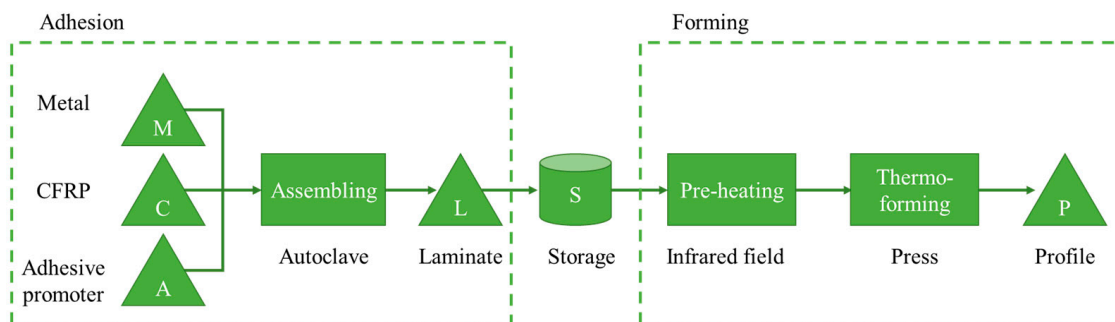 Adhesion
Forming
Metal
M
CFRP
C
Adhesive
promoter
A
Assembling
Autoclave
L
Laminate
S
Storage
Pre-heating
Infrared field
Thermo-
forming
Press
P
Profile